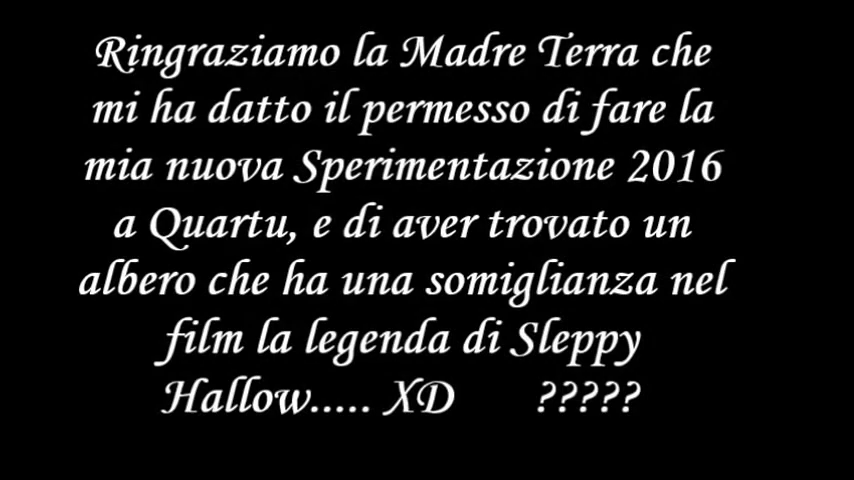 Ringraziamo la Madre Terra che
mi ha datto il permesso di fare la
mia nuova Sperimentazione 2016
a Quartu, e di aver trovato un
albero che ha una somiglianza nel
film la legenda di Sleppy
Hallow..... XD ?????